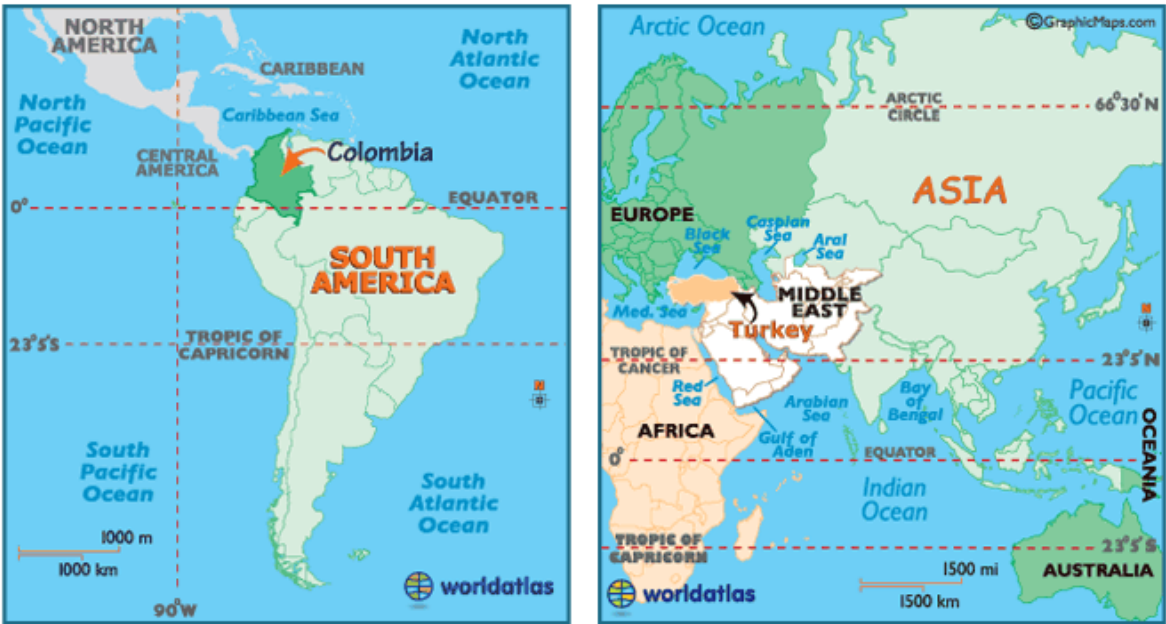 NORTH
AMERICA
North
Atlantic
Ocean
CARIBBEAN
North
Pacific
Ocean
Caribbean Sea
CENTRAL
AMERICA
Colombia
EQUATOR
0°
SOUTH
AMERICA
TROPIC OF
CAPRICORN
23°5'S
South
Pacific
Ocean
South
Atlantic
Ocean
N
1000 m
1000 km
90°W
worldatlas
©GraphicMaps.com
Arctic Ocean
ARCTIC
CIRCLE
66°30'N
ASIA
EUROPE
Black
Sea
Caspian
Sea
Aral
Sea
MIDDLE
EAST
Med. Sea
Turkey
N
TROPIC OF
CANCER
23°5'N
Red
Sea
Arabian
Sea
Bay
of
Bengal
Pacific
Ocean
OCEANIA
AFRICA
Gulf of
Aden
EQUATOR
0°
Indian
Ocean
TROPIC OF
CAPRICORN
23°5'S
AUSTRALIA
1500 mi
1500 km
worldatlas